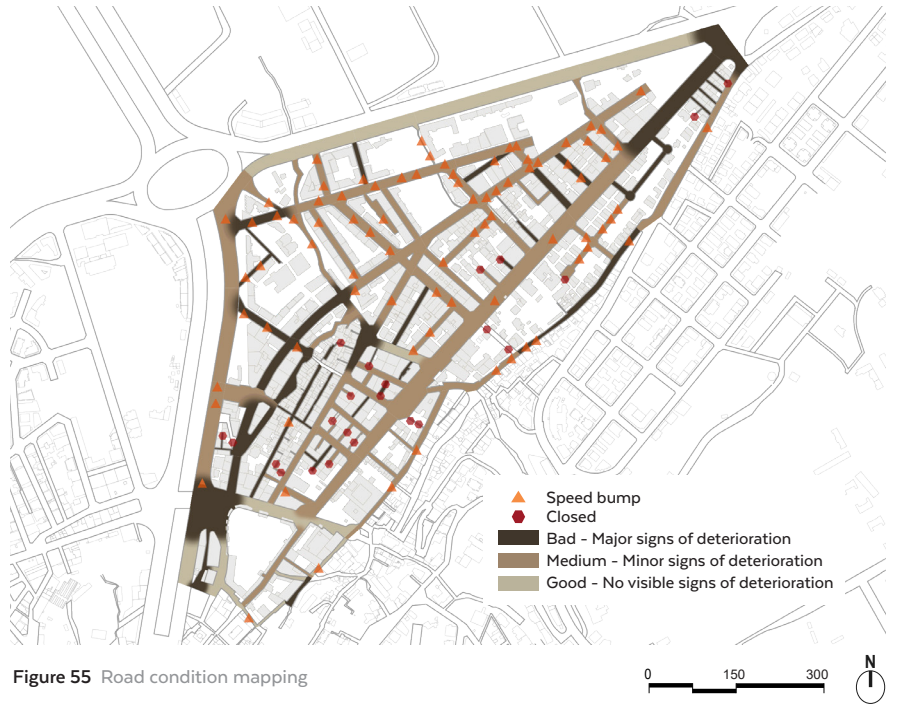 Speed bump
Closed
Bad - Major signs of deterioration
Medium - Minor signs of deterioration
Good - No visible signs of deterioration
Figure 55 Road condition mapping
0 150 300
N